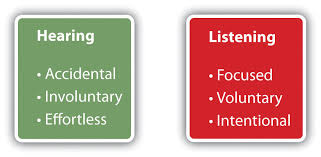 Hearing
• Accidental
• Involuntary
• Effortless
Listening
• Focused
• Voluntary
• Intentional